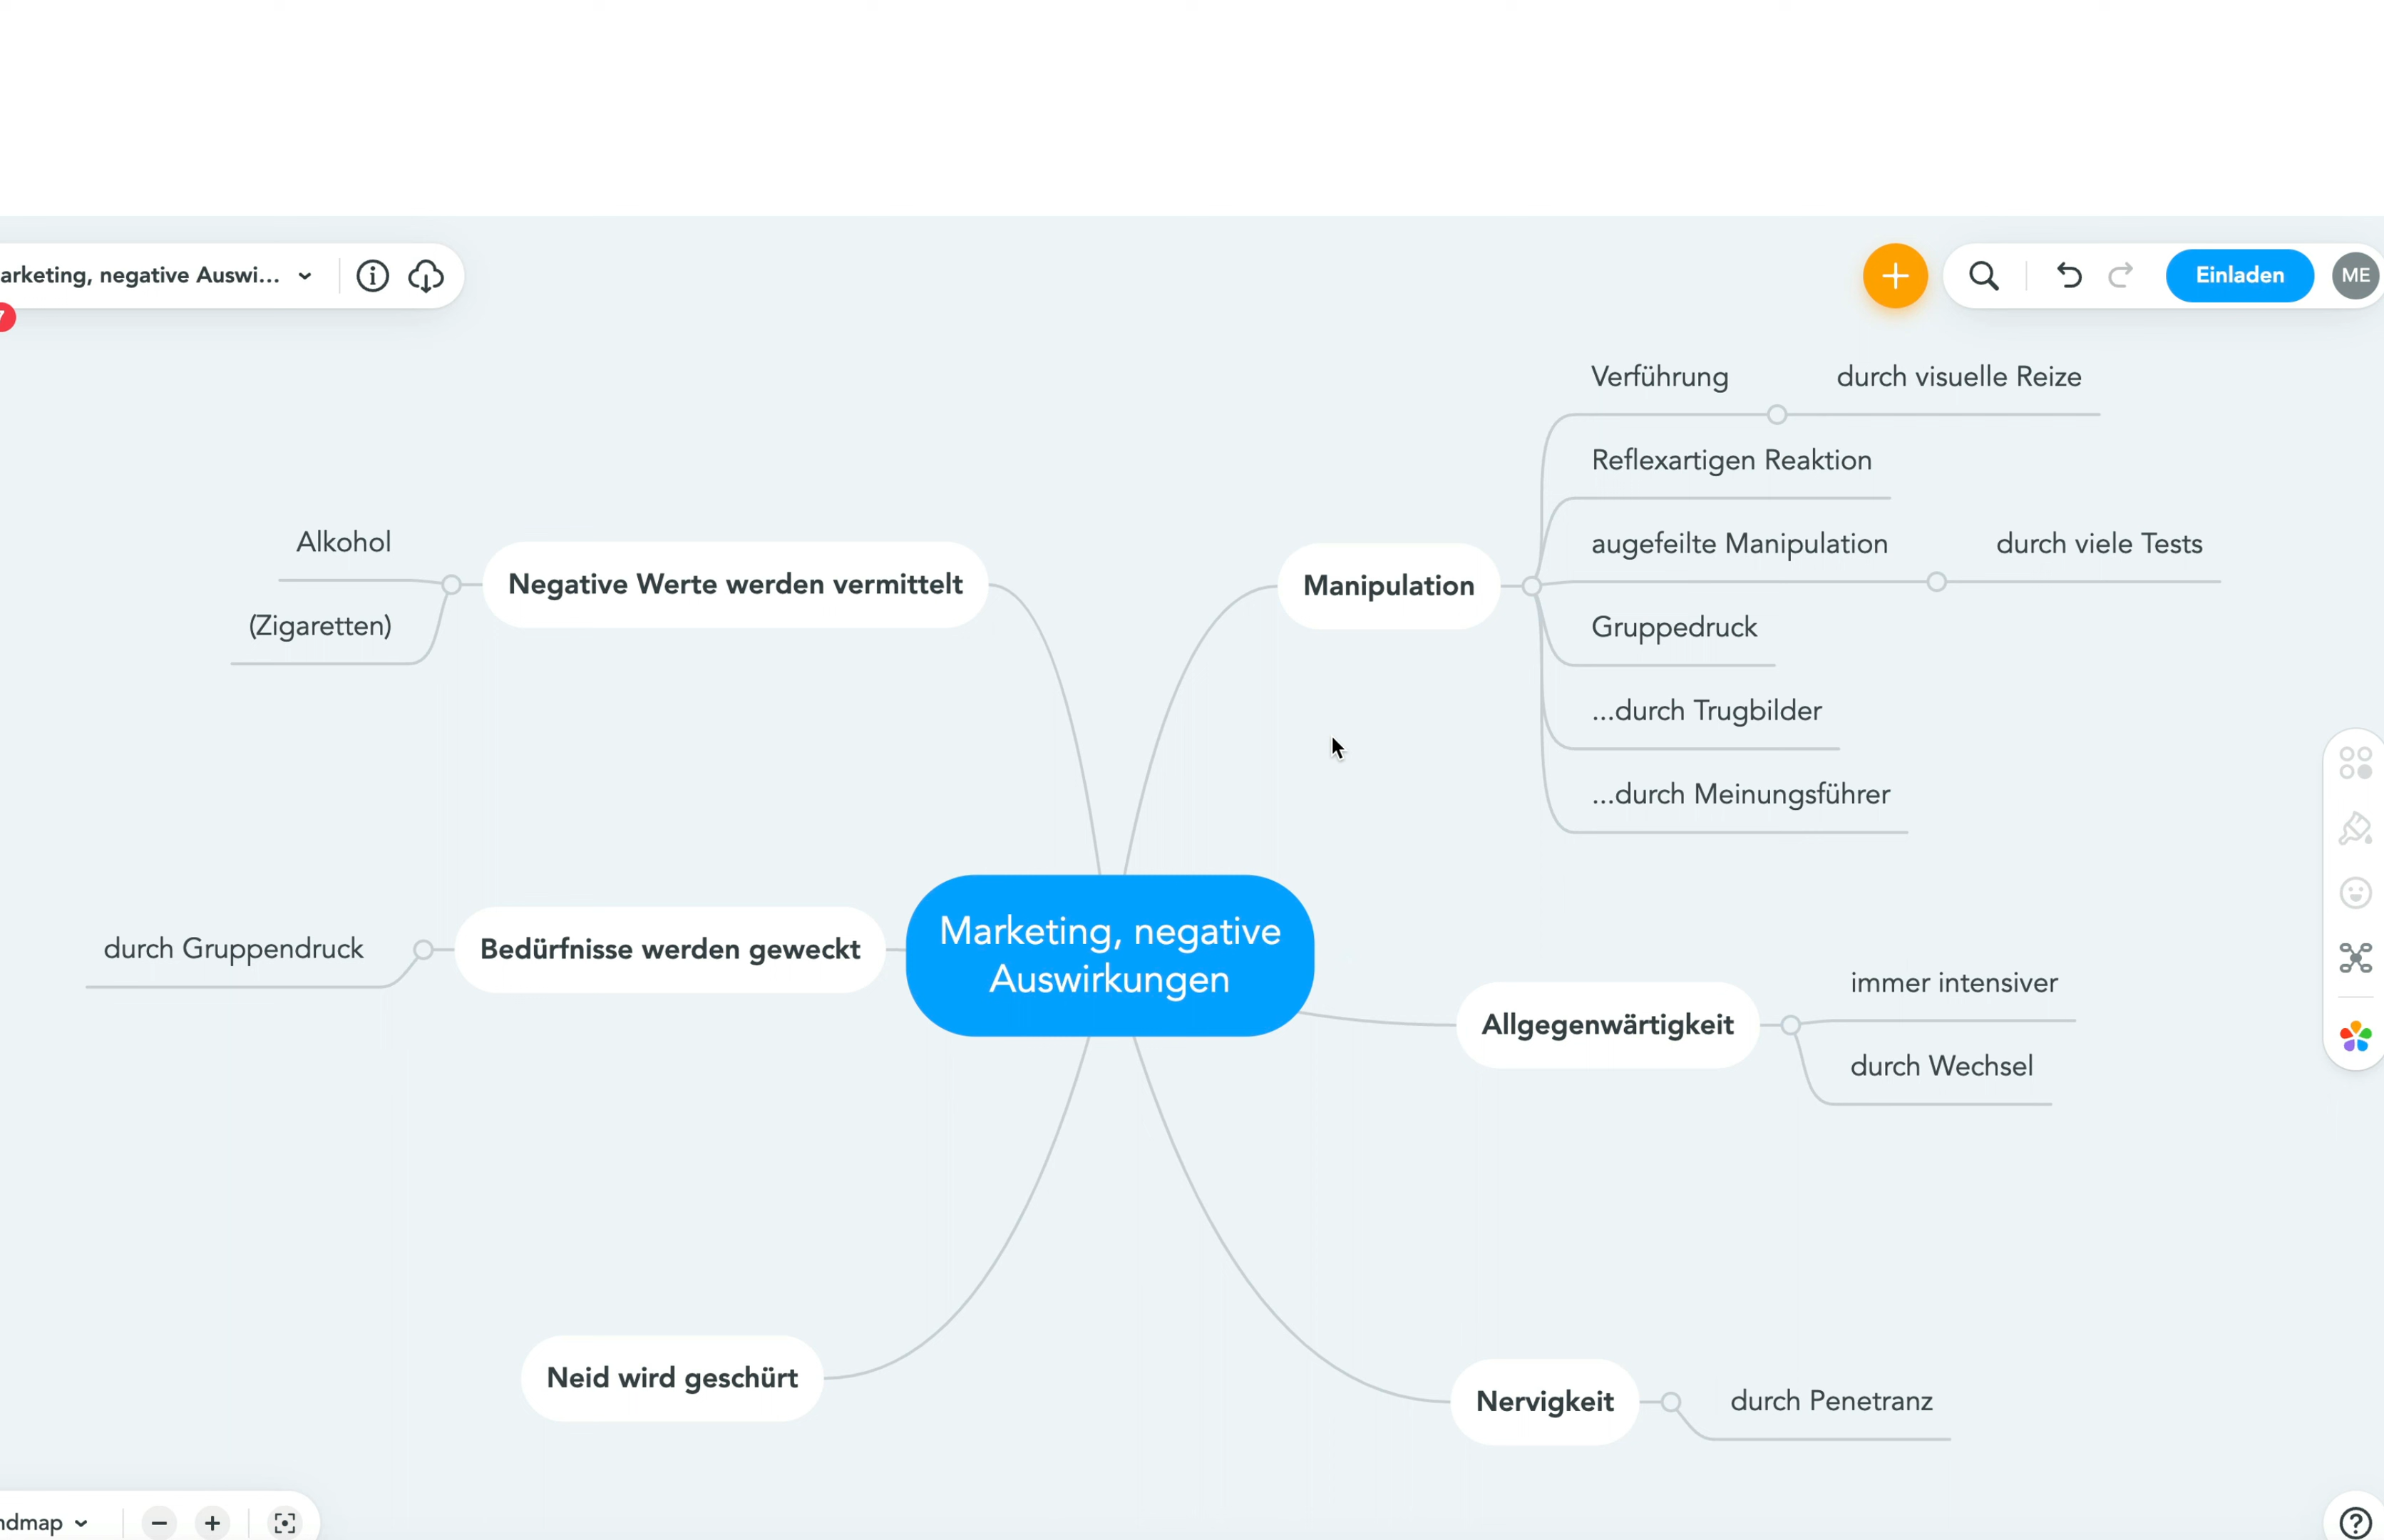 arketing, negative Auswi...
Einladen
ME
Verführung
durch visuelle Reize
Reflexartigen Reaktion
augefeilte Manipulation
durch viele Tests
Gruppedruck
...durch Trugbilder
...durch Meinungsführer
Manipulation
Alkohol
(Zigaretten)
Negative Werte werden vermittelt
durch Gruppendruck
Bedürfnisse werden geweckt
Marketing, negative
Auswirkungen
Allgegenwärtigkeit
immer intensiver
durch Wechsel
Neid wird geschürt
Nervigkeit
durch Penetranz
ndmap